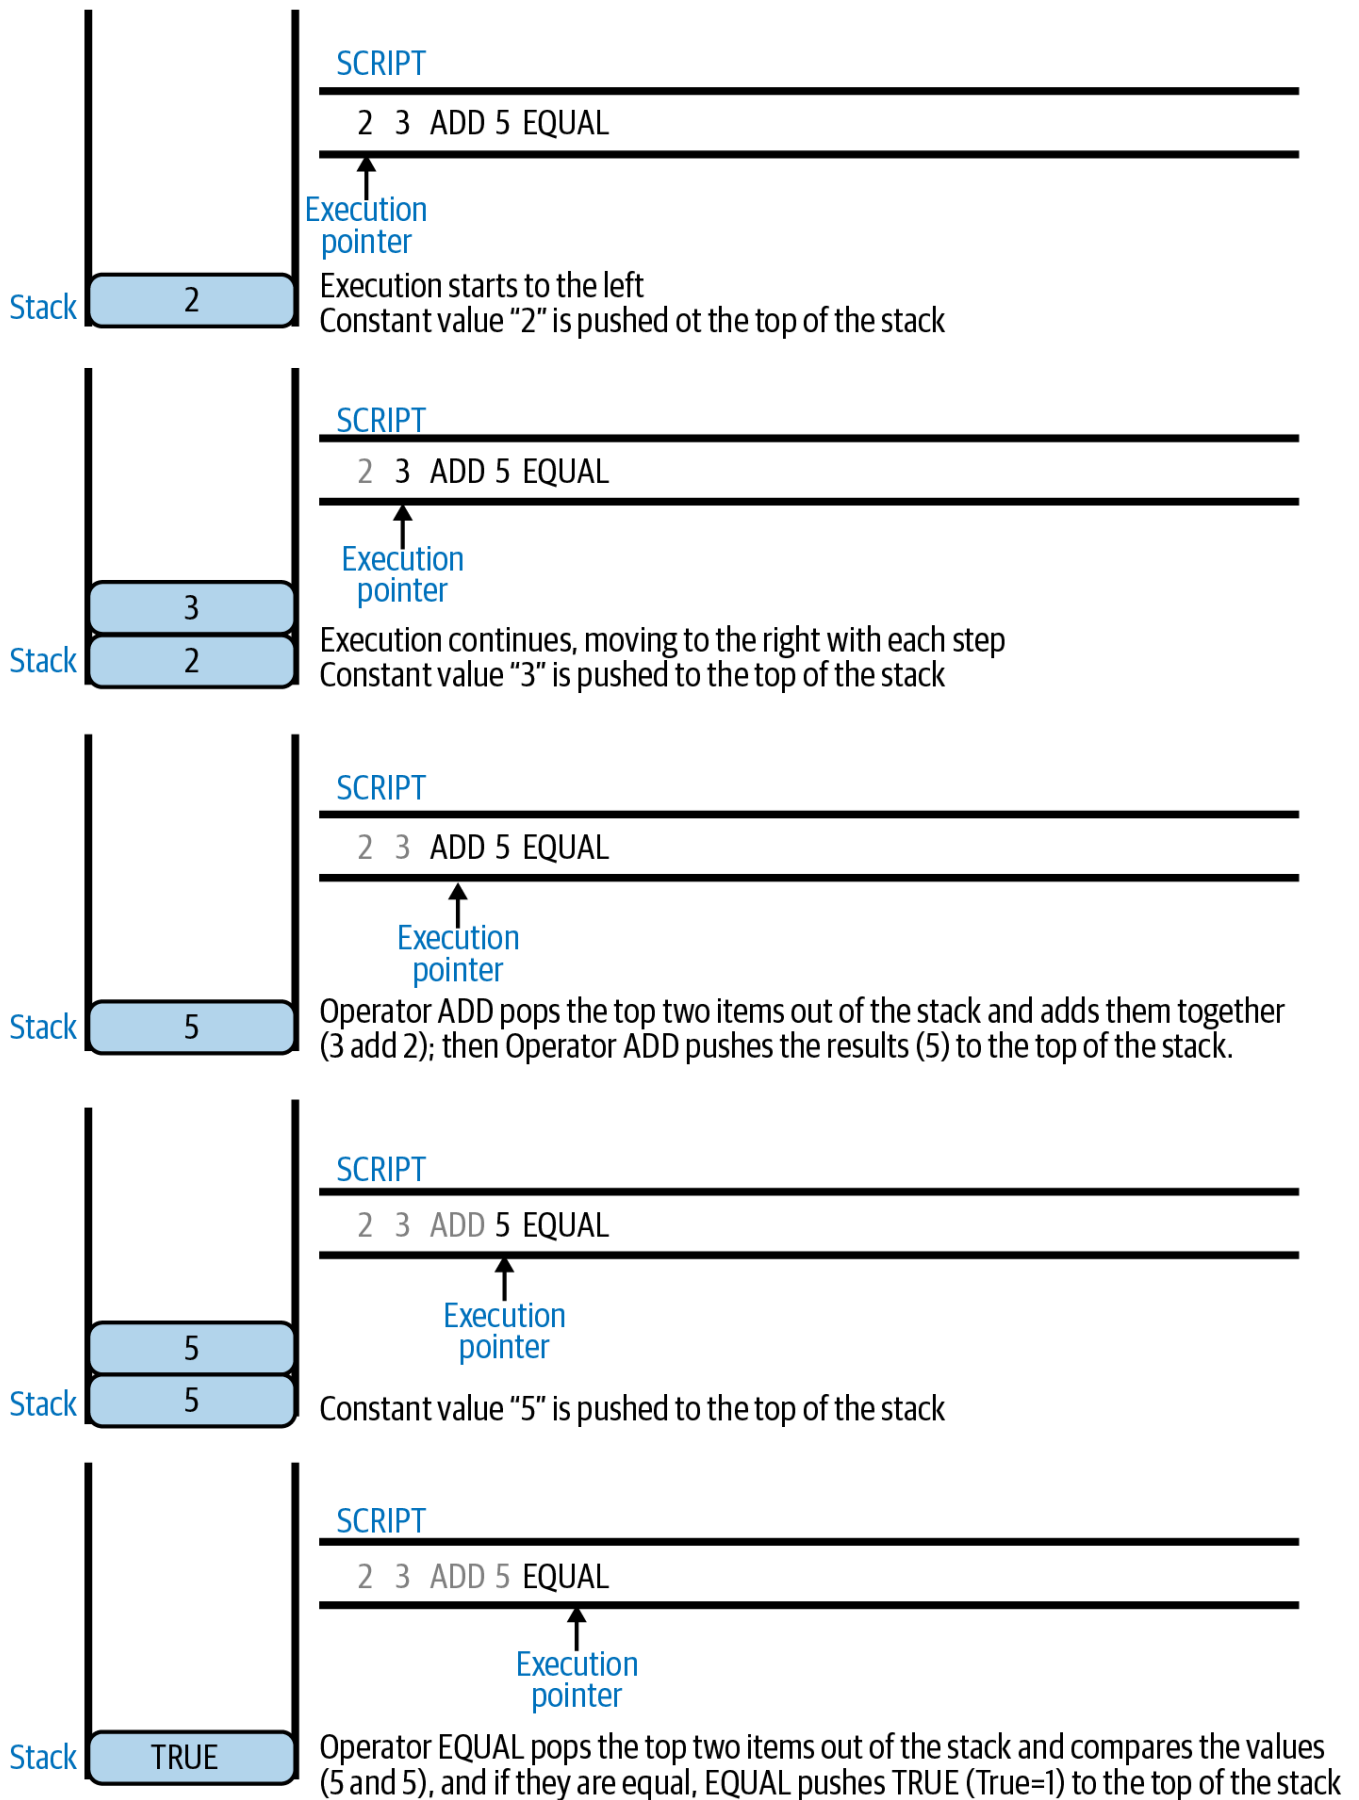 SCRIPT
2 3 ADD 5 EQUAL
Execution
pointer
2
Stack
Execution starts to the left
Constant value “2” is pushed ot the top of the stack
SCRIPT
2 3 ADD 5 EQUAL
Execution
pointer
3
2
Stack
Execution continues, moving to the right with each step
Constant value “3” is pushed to the top of the stack
SCRIPT
2 3 ADD 5 EQUAL
Execution
pointer
5
Stack
Operator ADD pops the top two items out of the stack and adds them together
(3 add 2); then Operator ADD pushes the results (5) to the top of the stack.
SCRIPT
2 3 ADD 5 EQUAL
Execution
pointer
5
5
Stack
Constant value “5” is pushed to the top of the stack
SCRIPT
2 3 ADD 5 EQUAL
Execution
pointer
TRUE
Stack
Operator EQUAL pops the top two items out of the stack and compares the values
(5 and 5), and if they are equal, EQUAL pushes TRUE (True=1) to the top of the stack